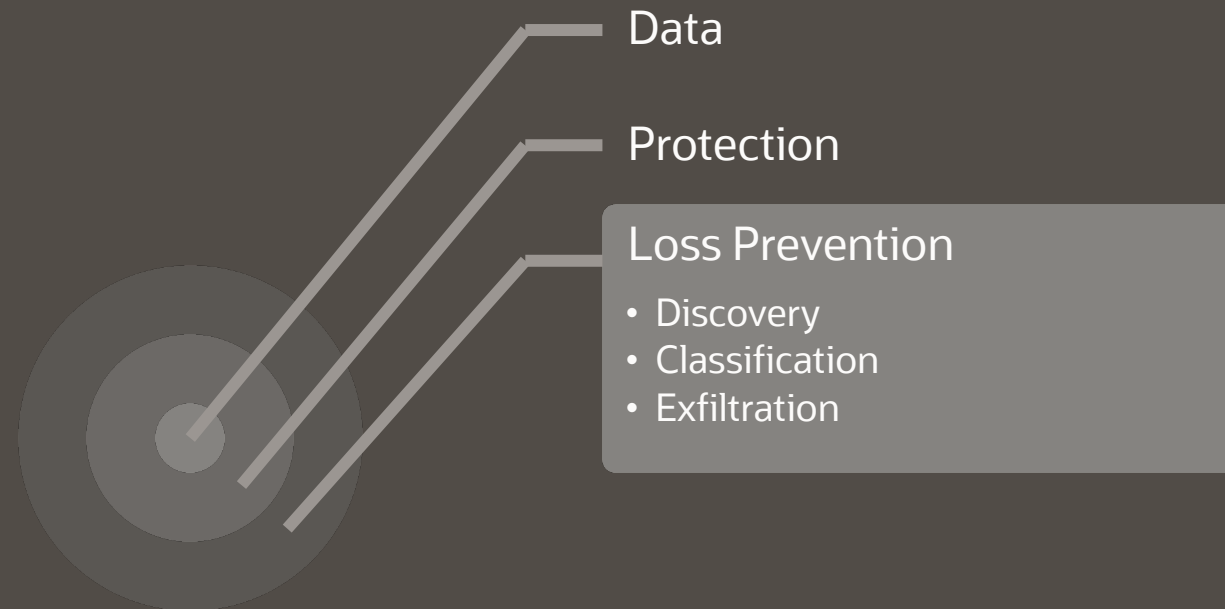 Data
Protection
Loss Prevention
• Discovery
• Classification
• Exfiltration